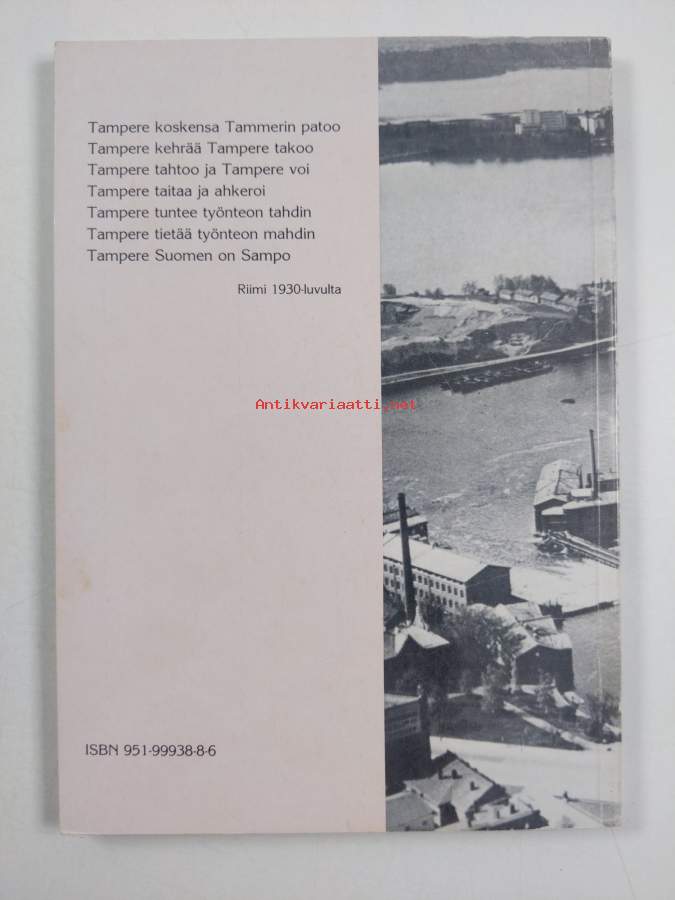 Tampere koskensa Tammerin patoo
Tampere kehrää Tampere takoo
Tampere tahtoo ja Tampere voi
Tampere taitaa ja ahkeroi
Tampere tuntee työnteon tahdin
Tampere tietää työnteon mahdin
Tampere Suomen on Sampo
Riimi 1930-luvulta
Antikvariaatti.net
ISBN 951-99938-8-6